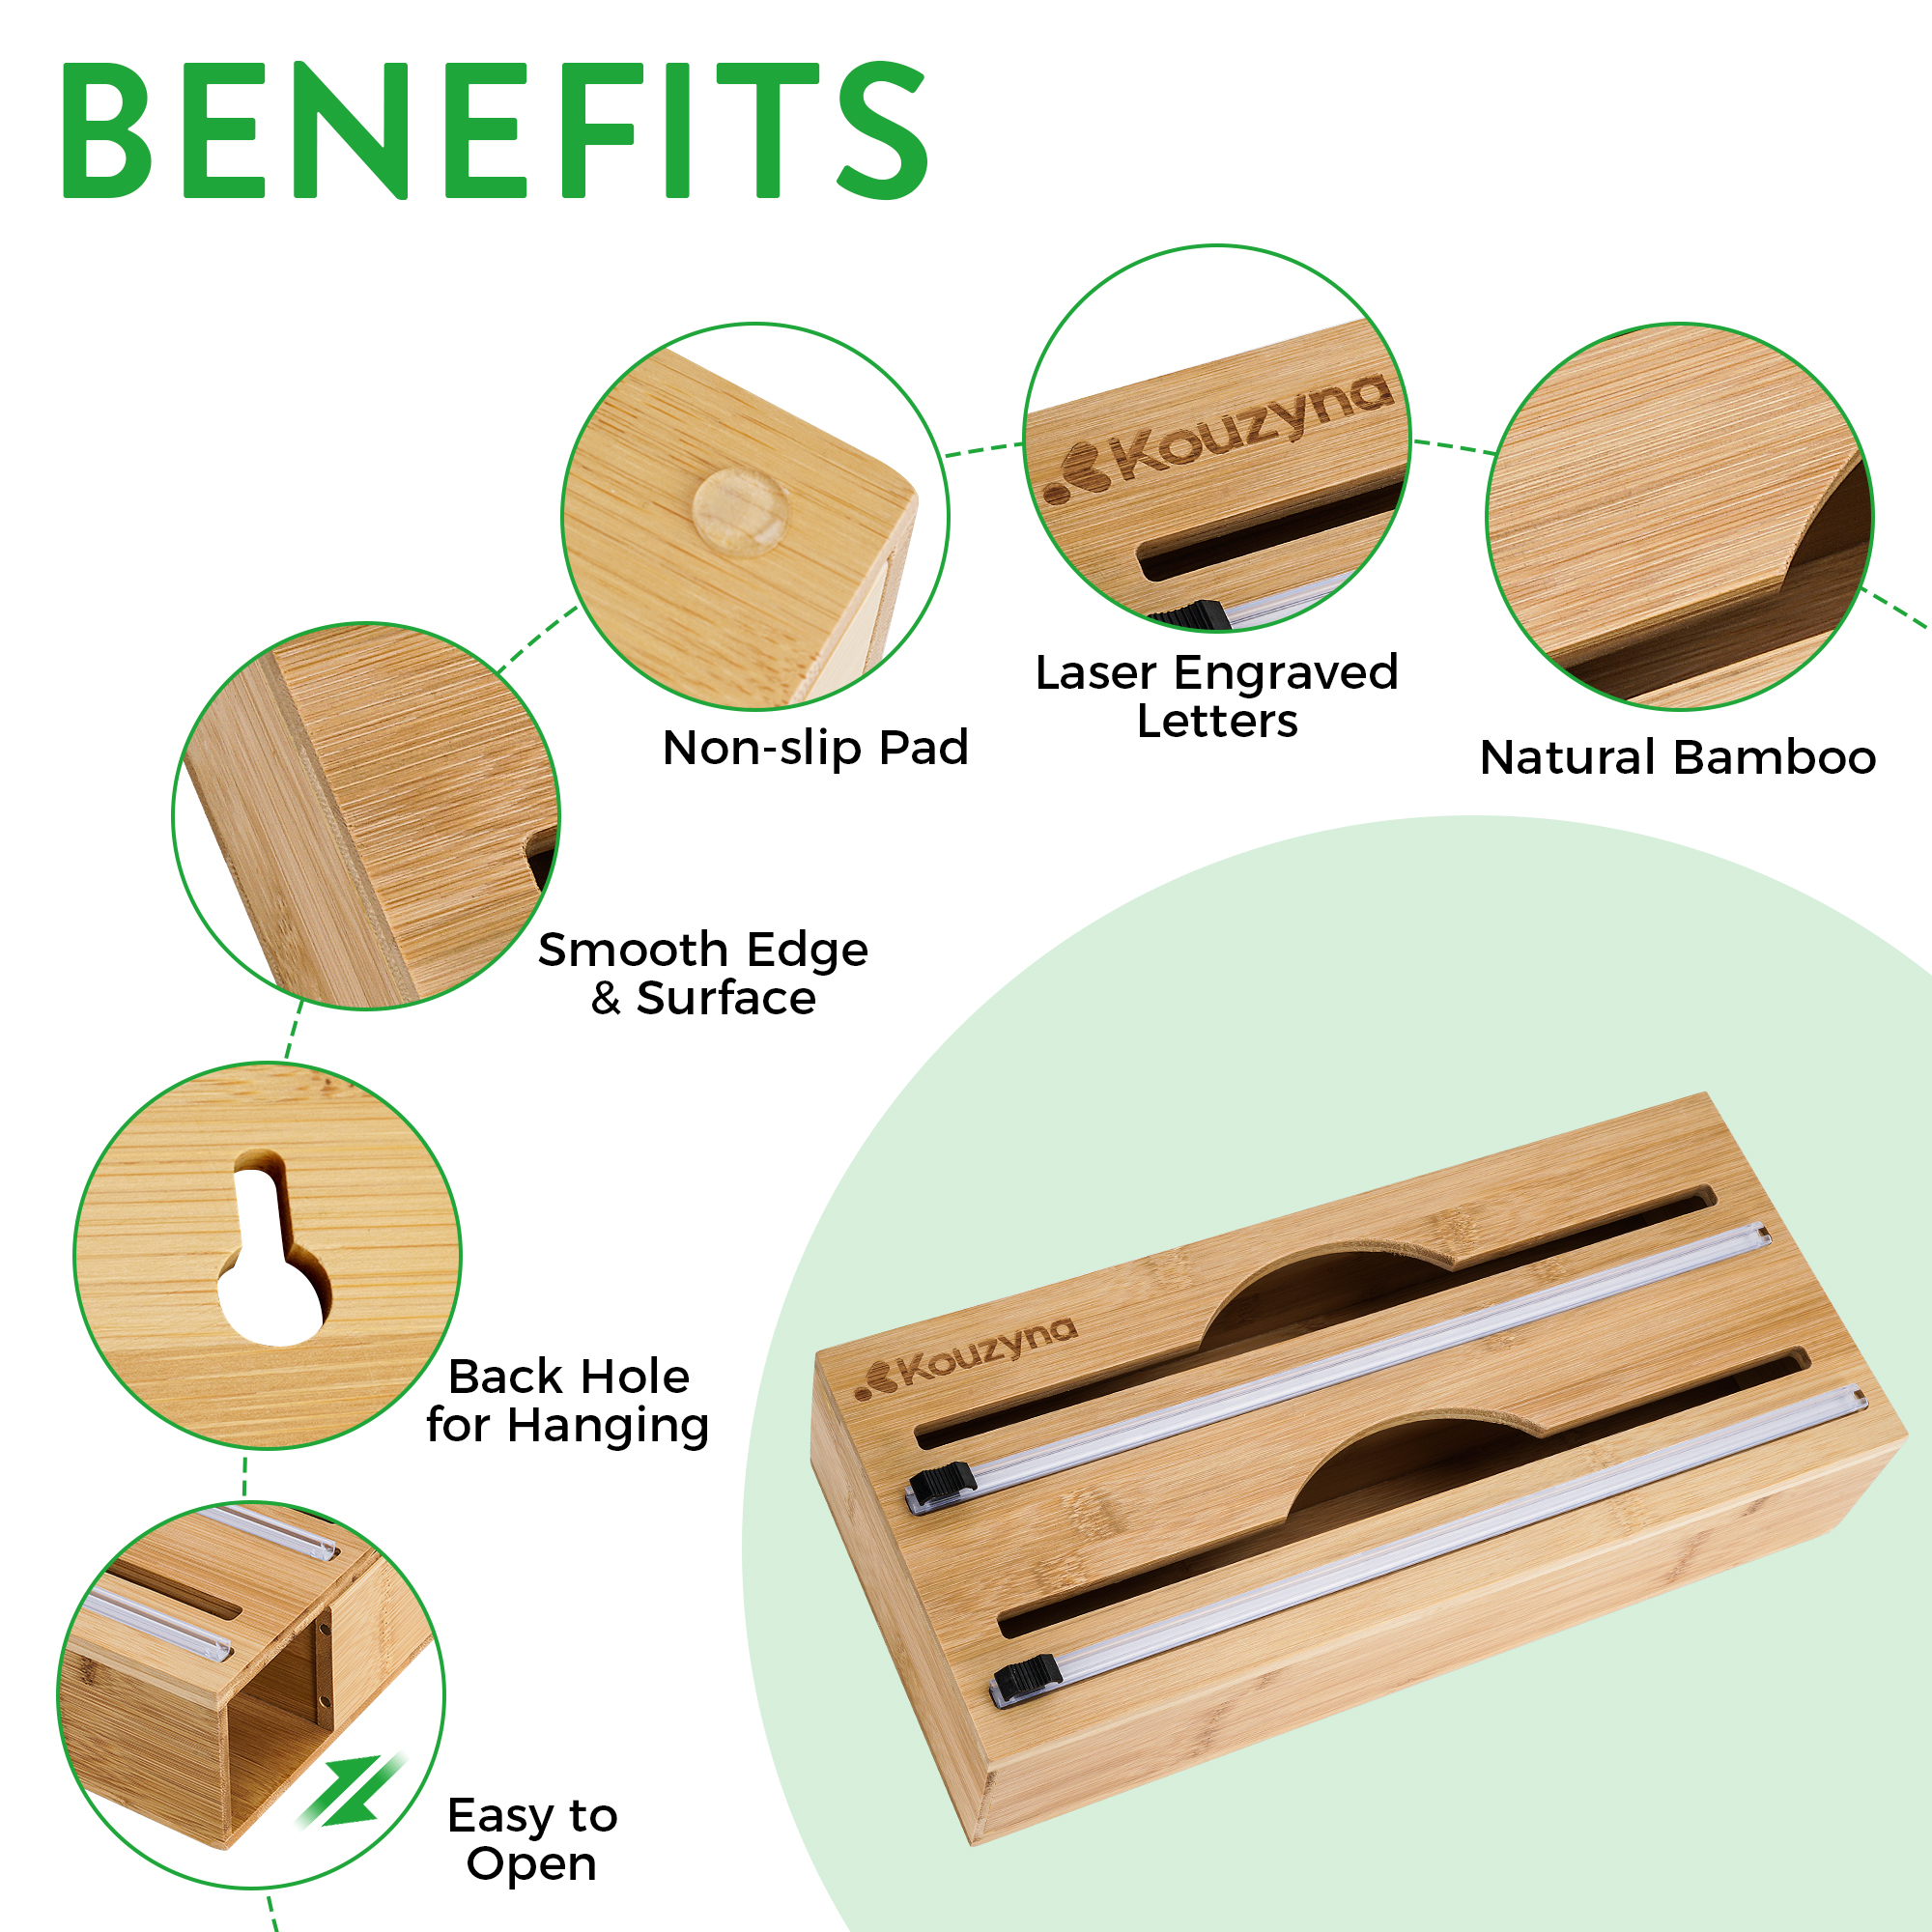 BENEFITS
Kouzyna
Laser Engraved
Letters
Non-slip Pad
Natural Bamboo
Smooth Edge
& Surface
Back Hole
for Hanging
Kouzyna
Easy to
Open